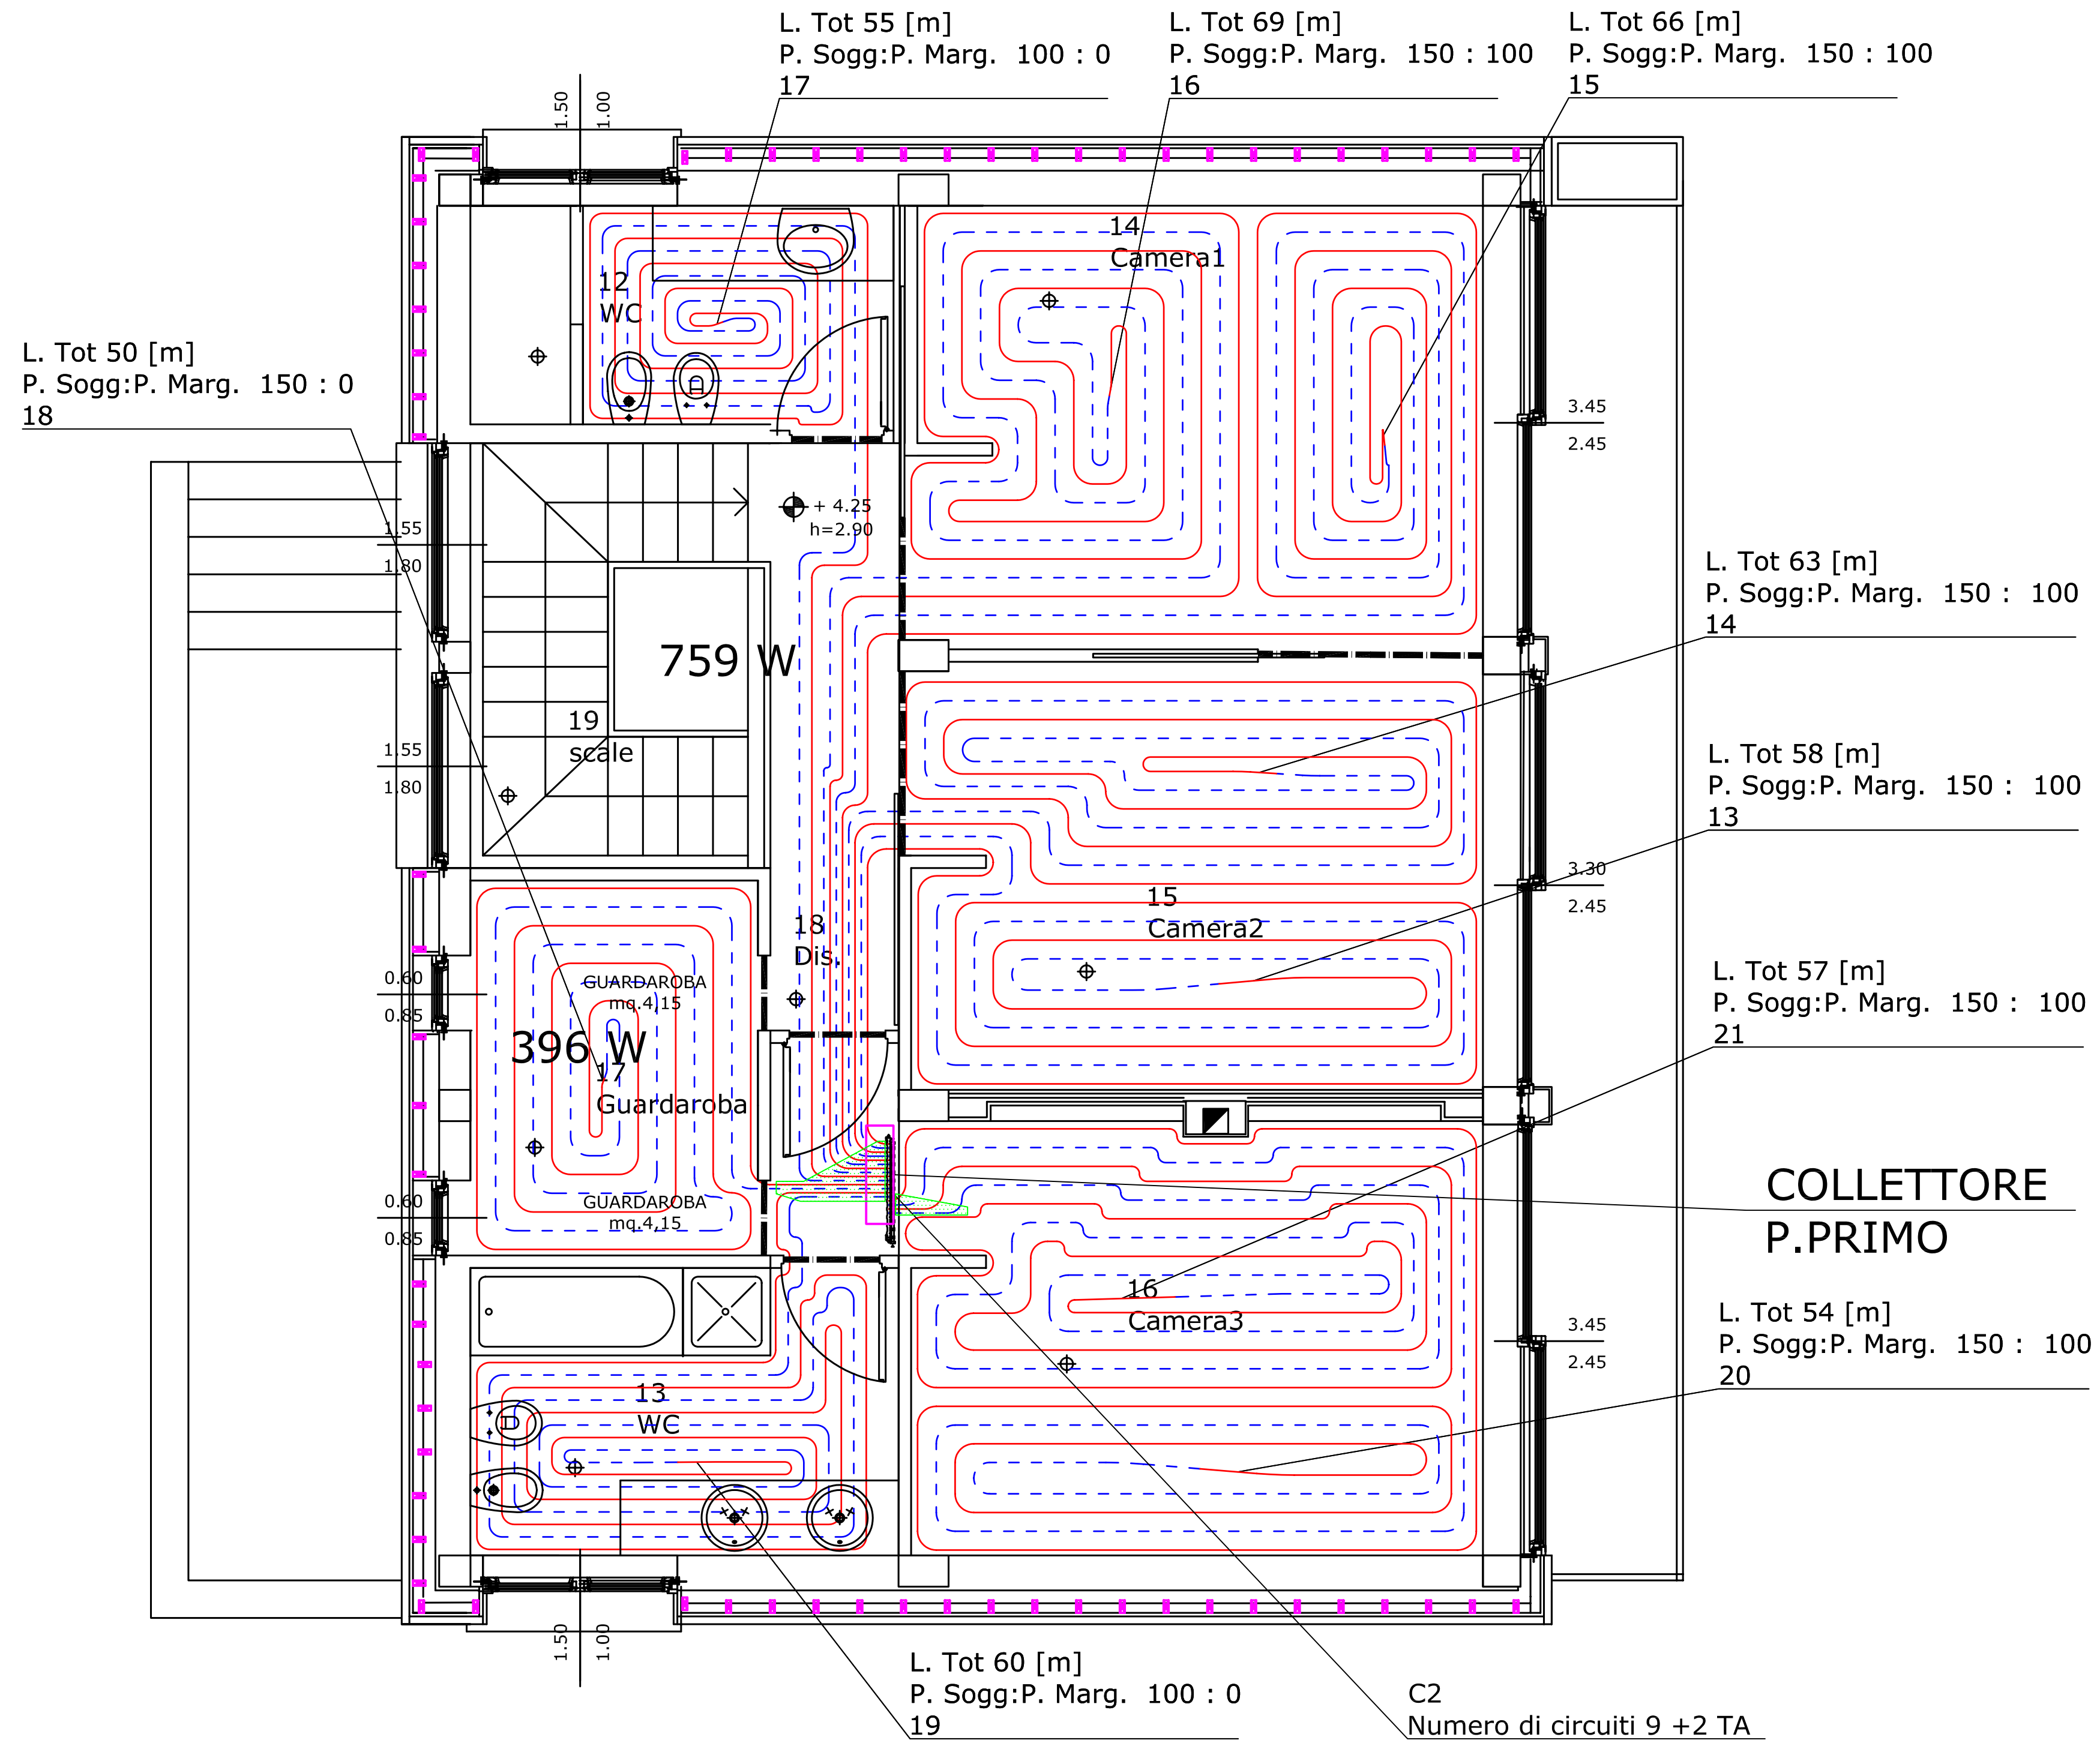 L. Tot 55 [m]
P. Sogg:P. Marg.  100 : 0
17
L. Tot 69 [m]
P. Sogg:P. Marg.  150 : 100
16
L. Tot 66 [m]
P. Sogg:P. Marg.  150 : 100
15
1.50
1.00
14
Camera1
12
WC
L. Tot 50 [m]
P. Sogg:P. Marg.  150 : 0
18
3.45
2.45
+ 4.25
h=2.90
1.55
1.80
L. Tot 63 [m]
P. Sogg:P. Marg.  150 :  100
14
759 W
19
scale
1.55
1.80
L. Tot 58 [m]
P. Sogg:P. Marg.  150 :  100
13
3.30
2.45
15
Camera2
18
Dis.
L. Tot 57 [m]
P. Sogg:P. Marg.  150 :  100
21
0.60
0.85
GUARDAROBA
mq.4,15
396 W
17
Guardaroba
GUARDAROBA
mq.4,15
0.60
0.85
COLLETTORE
P.PRIMO
16
Camera3
L. Tot 54 [m]
P. Sogg:P. Marg.  150 :  100
20
3.45
2.45
13
WC
1.50
1.00
L. Tot 60 [m]
P. Sogg:P. Marg.  100 : 0
19
C2
Numero di circuiti 9 +2 TA